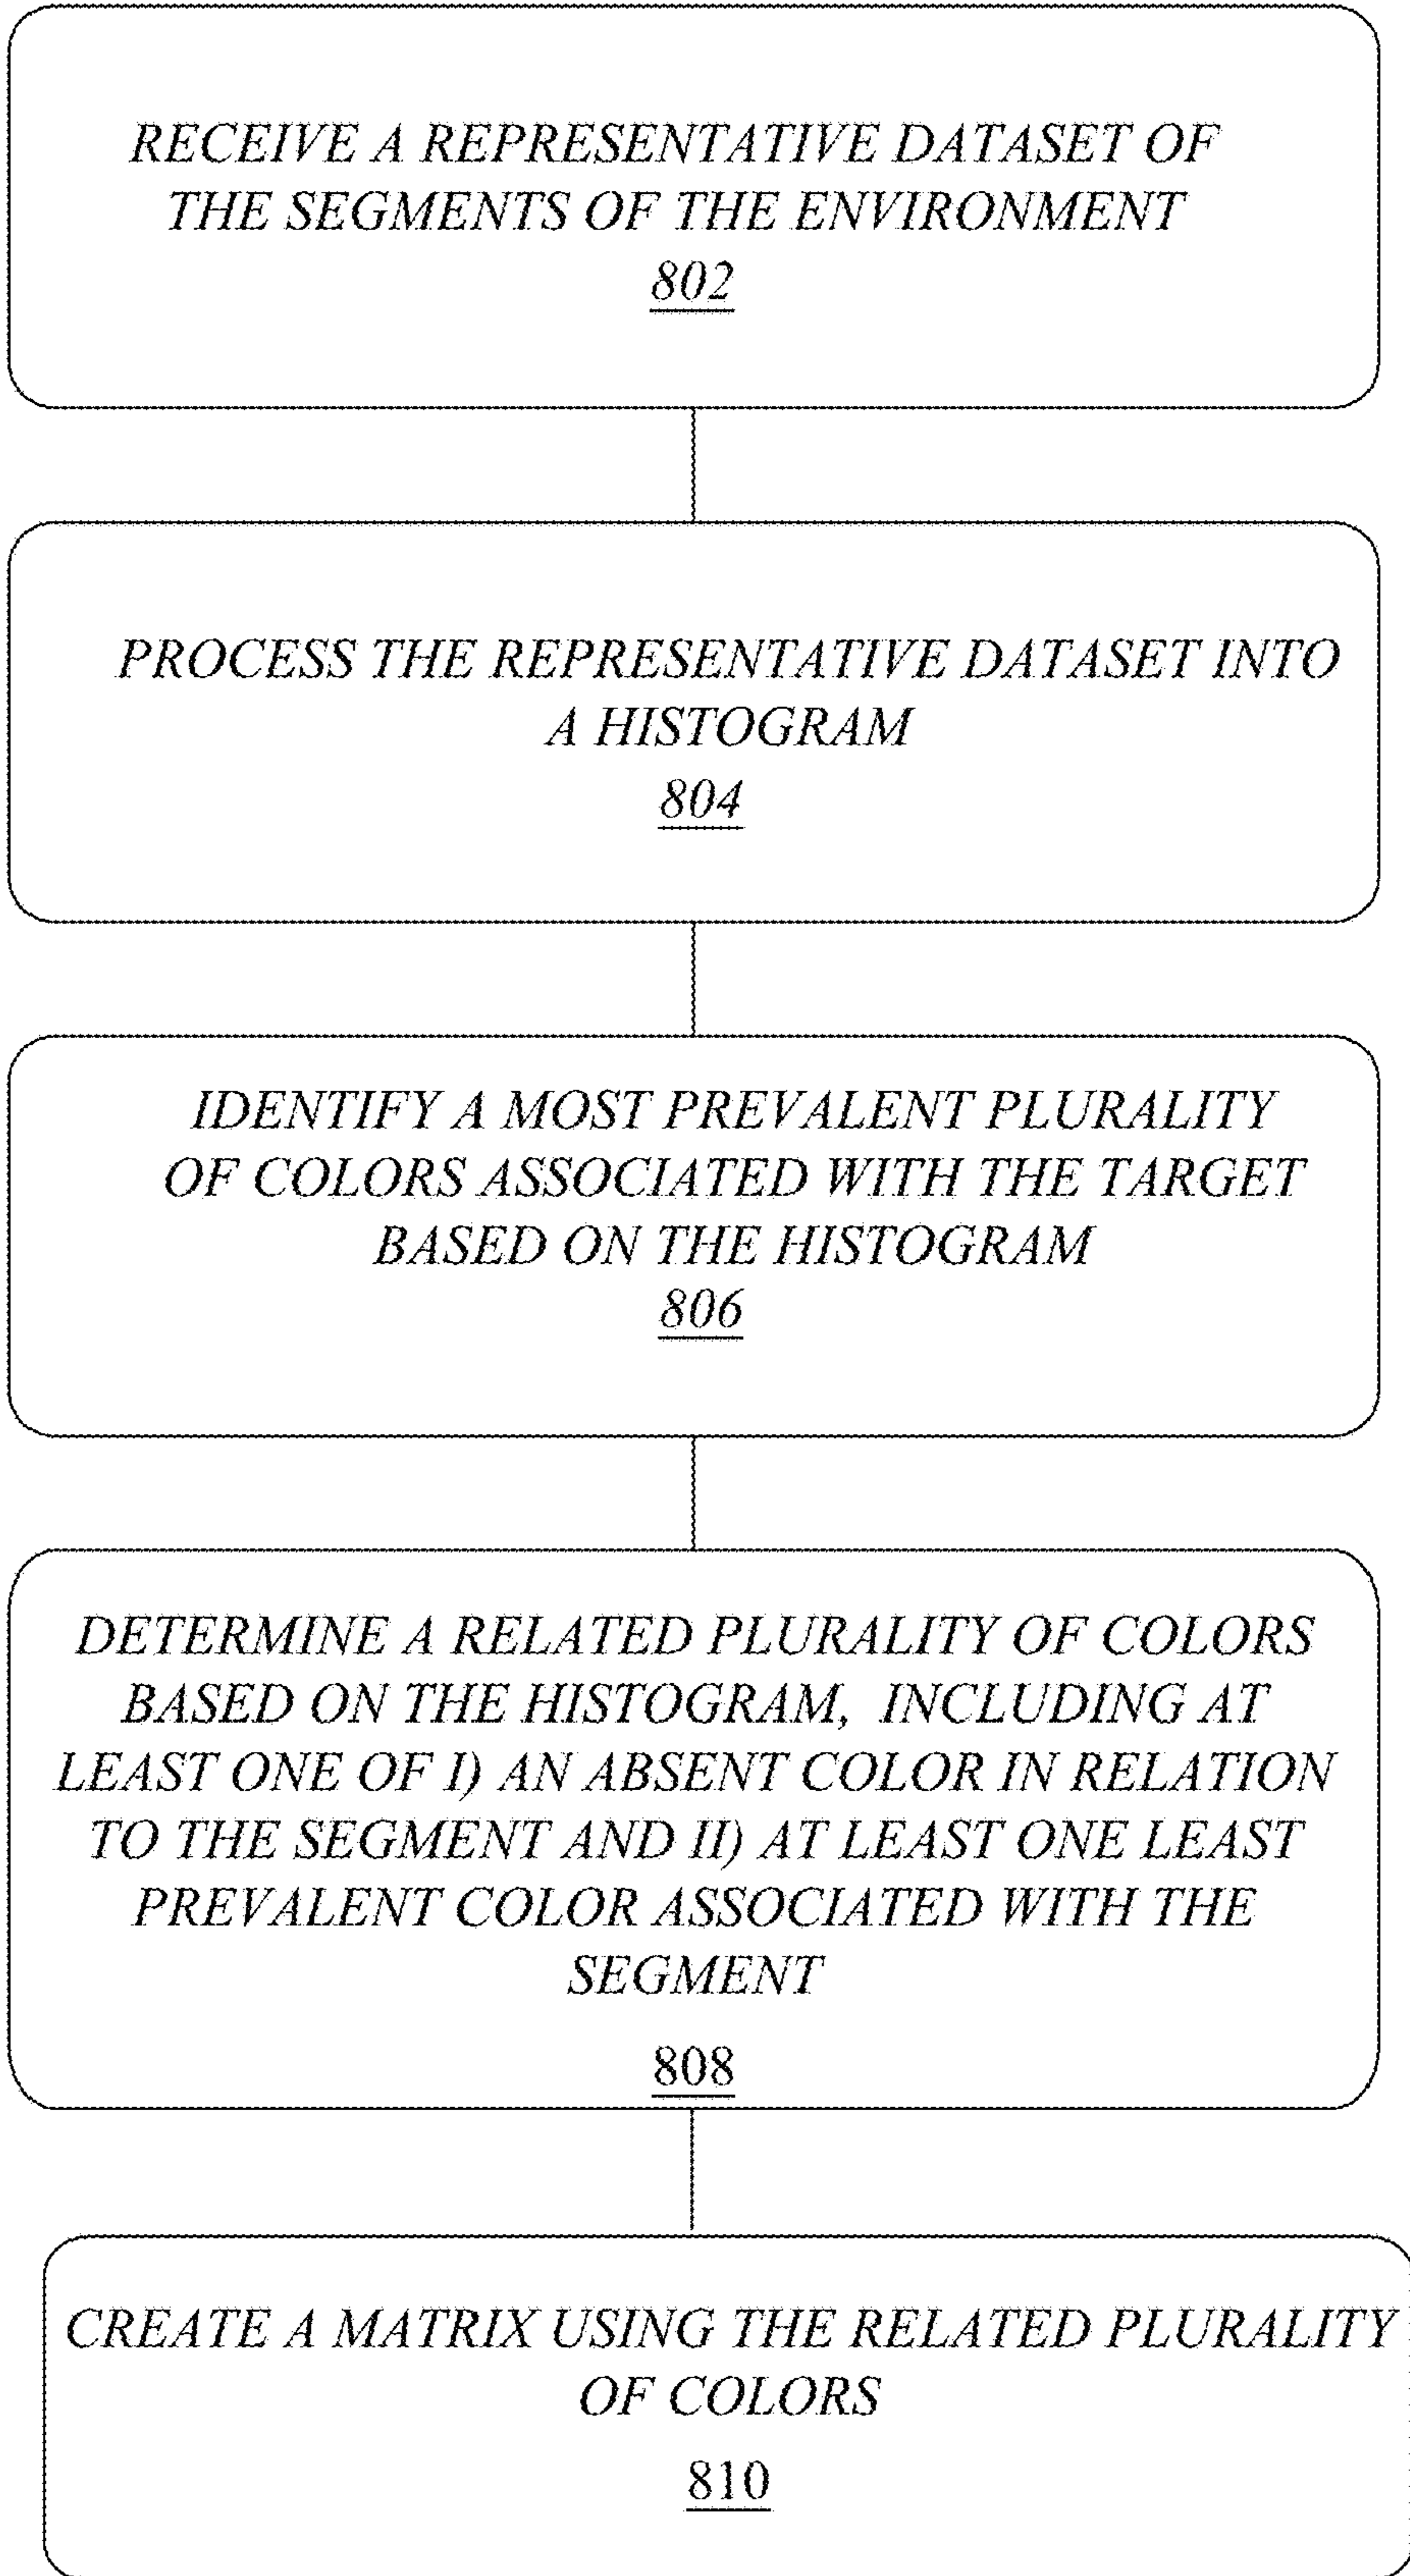 RECEIVE A REPRESENTATIVE DATASET OF
THE SEGMENTS OF THE ENVIRONMENT
802
PROCESS THE REPRESENTATIVE DATASET INTO
A HISTOGRAM
804
IDENTIFY A MOST PREVALENT PLURALITY
OF COLORS ASSOCIATED WITH THE TARGET
BASED ON THE HISTOGRAM
806
DETERMINE A RELATED PLURALITY OF COLORS
BASED ON THE HISTOGRAM, INCLUDING AT
LEAST ONE OF I) AN ABSENT COLOR IN RELATION
TO THE SEGMENT AND II) AT LEAST ONE LEAST
PREVALENT COLOR ASSOCIATED WITH THE
SEGMENT
808
CREATE A MATRIX USING THE RELATED PLURALITY
OF COLORS
810